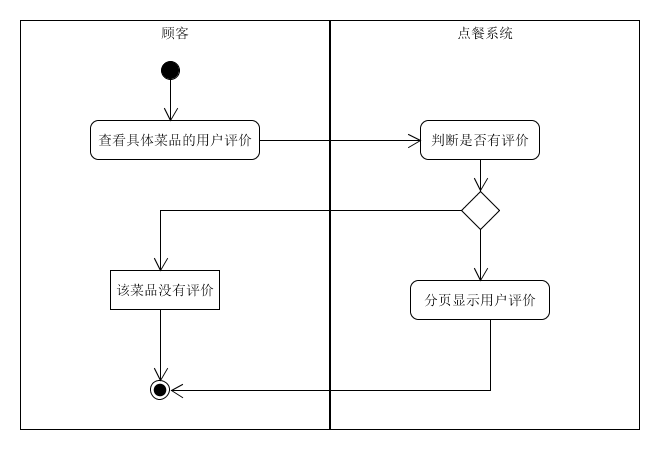 顾客
点餐系统
查看具体菜品的用户评价
判断是否有评价
该菜品没有评价
分页显示用户评价